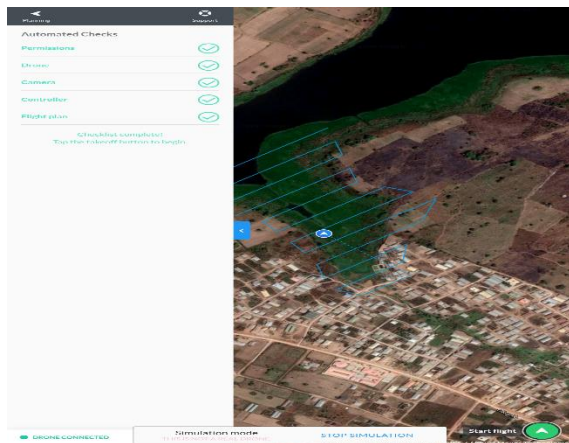 Planning
Support
Automated Checks
Permissions
Drone
Camera
Controller
Flight plan
Checklist complete!
Tap the takeoff button to begin
<
DRONE CONNECTED
Simulation mode
STOP SIMULATION
Start flight